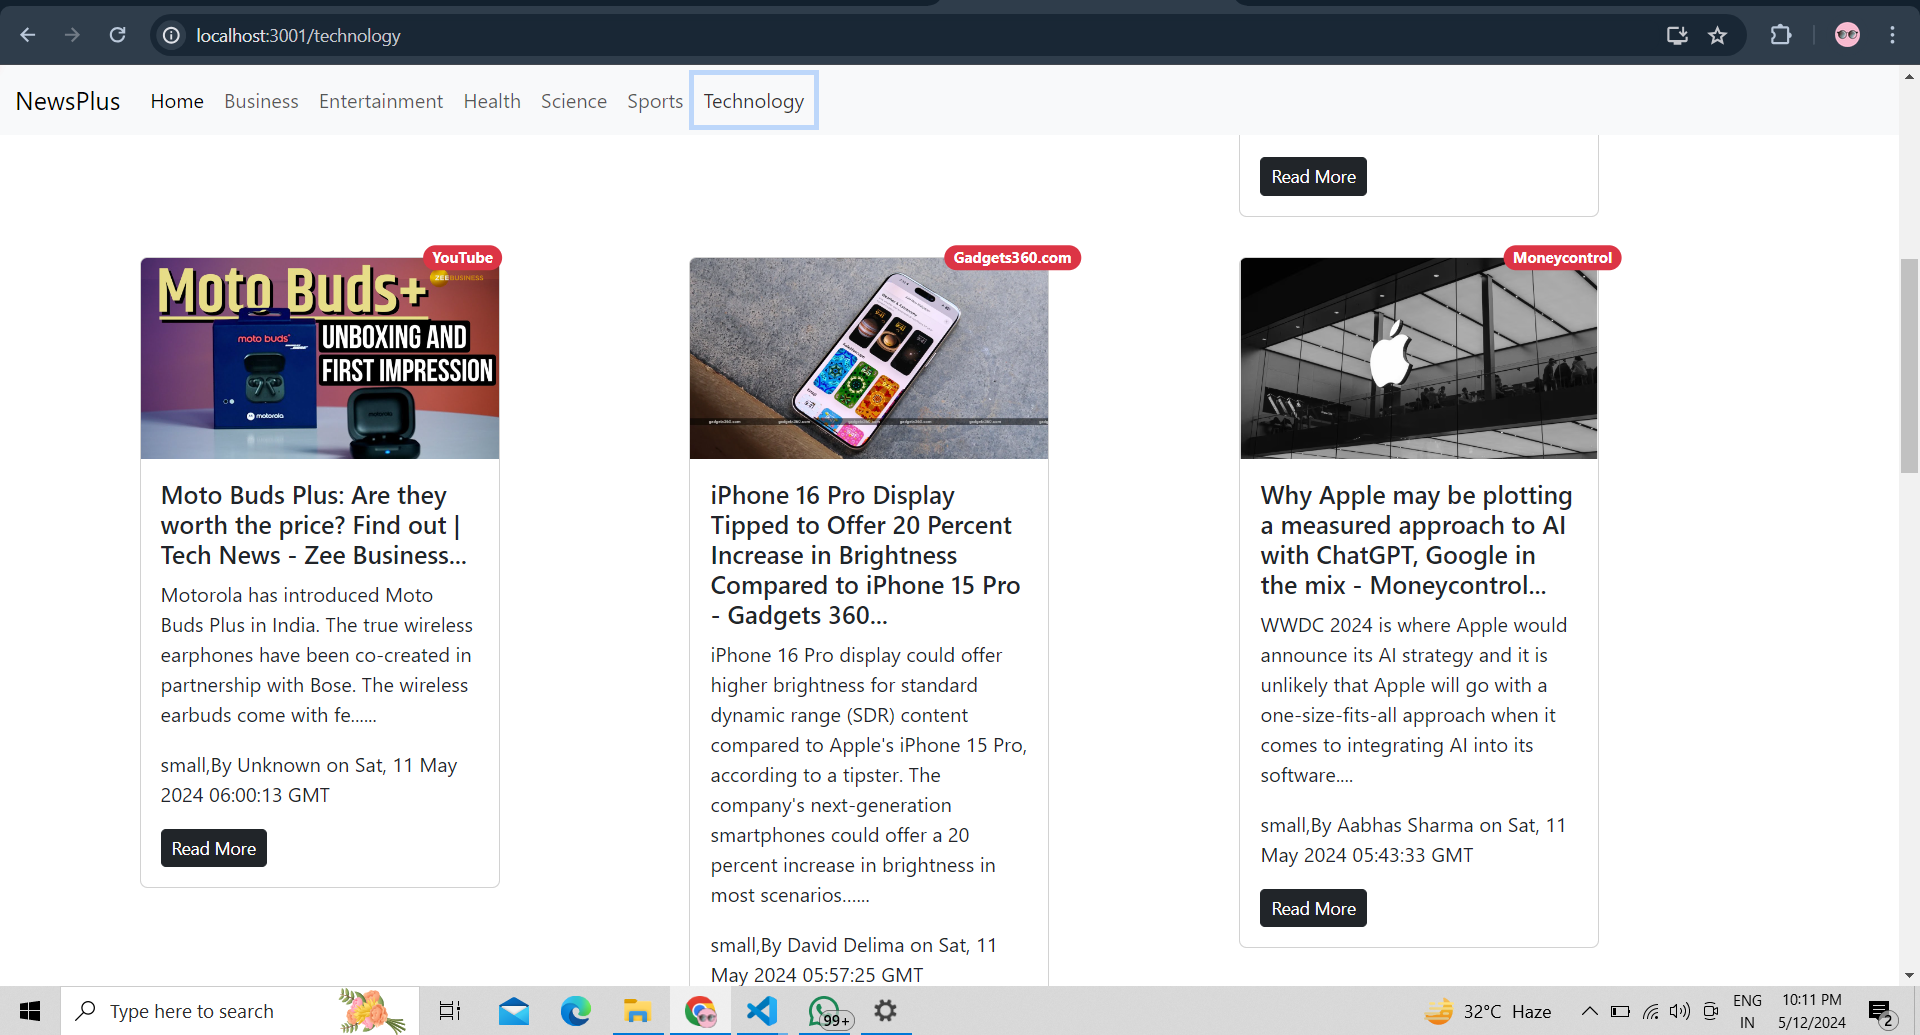 localhost:3001/technology
NewsPlus Home Business Entertainment Health Science Sports Technology
Read More
YouTube
Moto Buds+
ZEE BUSINESS
moto buds+
UNBOXING AND
FIRST IMPRESSION
motorola
Moto Buds Plus: Are they
worth the price? Find out |
Tech News - Zee Business...
Motorola has introduced Moto
Buds Plus in India. The true wireless
earphones have been co-created in
partnership with Bose. The wireless
earbuds come with fe......
small,By Unknown on Sat, 11 May
2024 06:00:13 GMT
Read More
Gadgets360.com
gadgets360.com gadgets360.com gadgets360.com gadgets360.com
iPhone 16 Pro Display
Tipped to Offer 20 Percent
Increase in Brightness
Compared to iPhone 15 Pro
- Gadgets 360...
iPhone 16 Pro display could offer
higher brightness for standard
dynamic range (SDR) content
compared to Apple's iPhone 15 Pro,
according to a tipster. The
company's next-generation
smartphones could offer a 20
percent increase in brightness in
most scenarios......
small,By David Delima on Sat, 11
May 2024 05:57:25 GMT
Moneycontrol
Why Apple may be plotting
a measured approach to AI
with ChatGPT, Google in
the mix - Moneycontrol...
WWDC 2024 is where Apple would
announce its AI strategy and it is
unlikely that Apple will go with a
one-size-fits-all approach when it
comes to integrating AI into its
software....
small,By Aabhas Sharma on Sat, 11
May 2024 05:43:33 GMT
Read More
Type here to search
99+
32°C Haze
ENG
IN
10:11 PM
5/12/2024
2